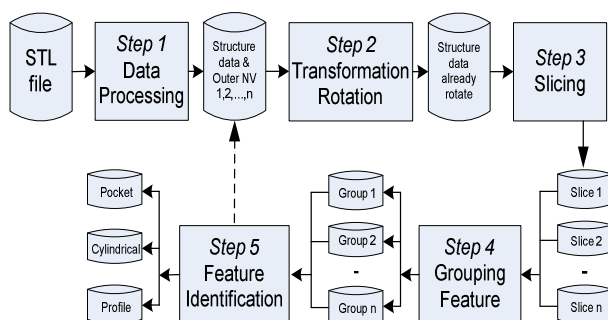 STL
file
Step 1
Data
Processing
Structure
data &
Outer NV
1,2,...,n
Step 2
Transformation
Rotation
Structure
data
already
rotate
Step 3
Slicing
Slice 1
Slice 2
-
Slice n
Step 4
Grouping
Feature
Group 1
Group 2
-
Group n
Step 5
Feature
Identification
Pocket
Cylindrical
Profile